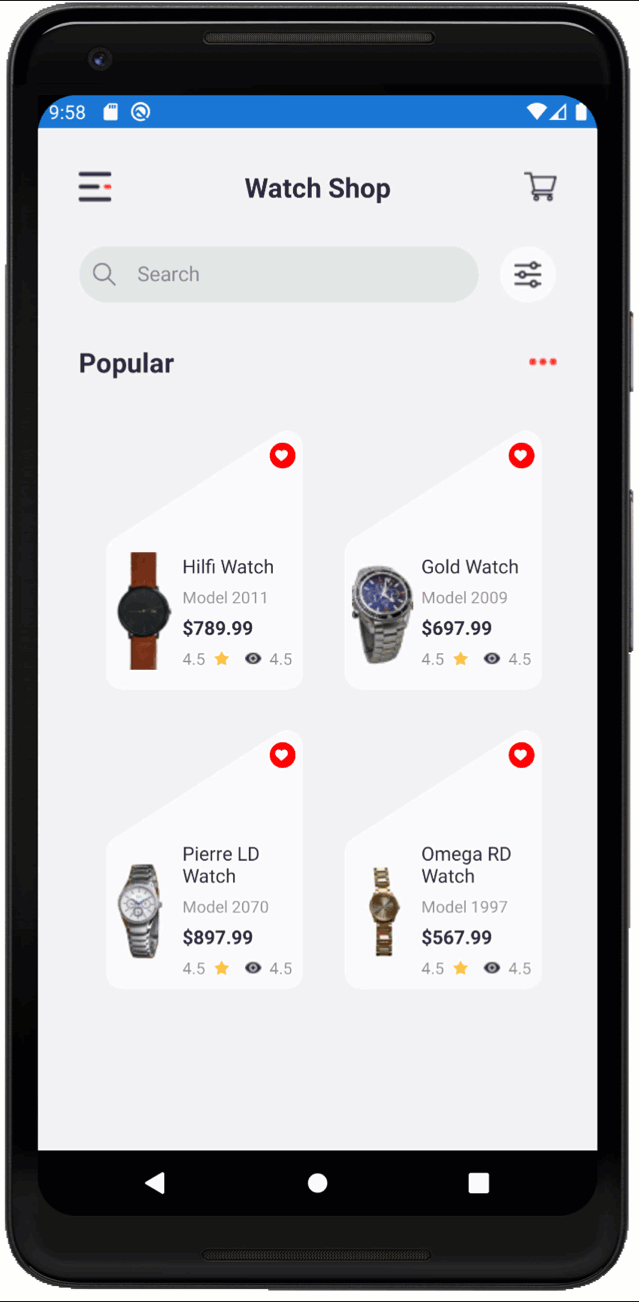 9:58
Watch Shop
Search
Popular
Hilfi Watch
Model 2011
$789.99
4.5 4.5
Gold Watch
Model 2009
$697.99
4.5 4.5
Pierre LD
Watch
Model 2070
$897.99
4.5 4.5
Omega RD
Watch
Model 1997
$567.99
4.5 4.5